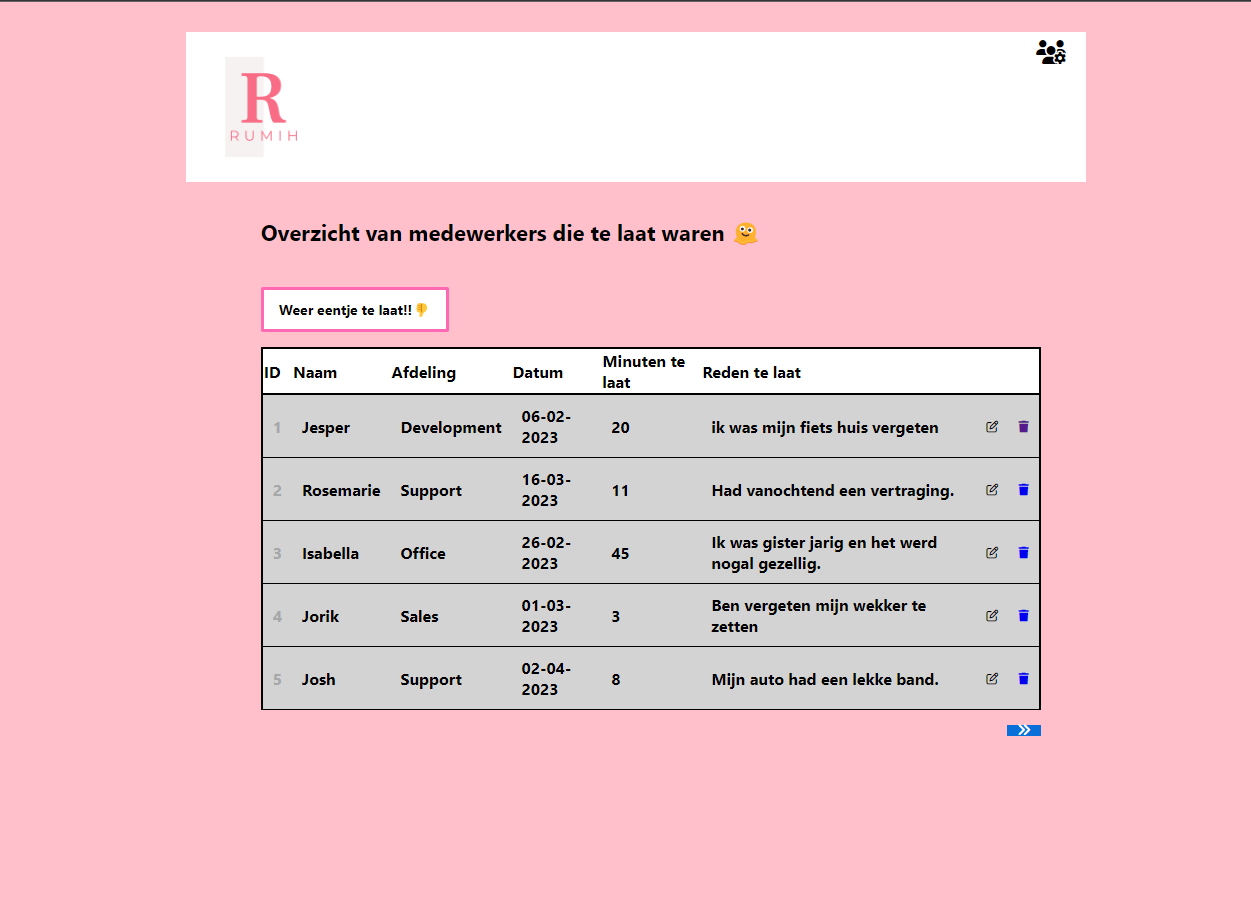 R
RUMIH
Overzicht van medewerkers die te laat waren 🫠
Weer eentje te laat!!👎
ID Naam Afdeling Datum Minuten te laat Reden te laat
1 Jesper Development 06-02-2023 20 ik was mijn fiets huis vergeten
2 Rosemarie Support 16-03-2023 11 Had vanochtend een vertraging.
3 Isabella Office 26-02-2023 45 Ik was gister jarig en het werd nogal gezellig.
4 Jorik Sales 01-03-2023 3 Ben vergeten mijn wekker te zetten
5 Josh Support 02-04-2023 8 Mijn auto had een lekke band.